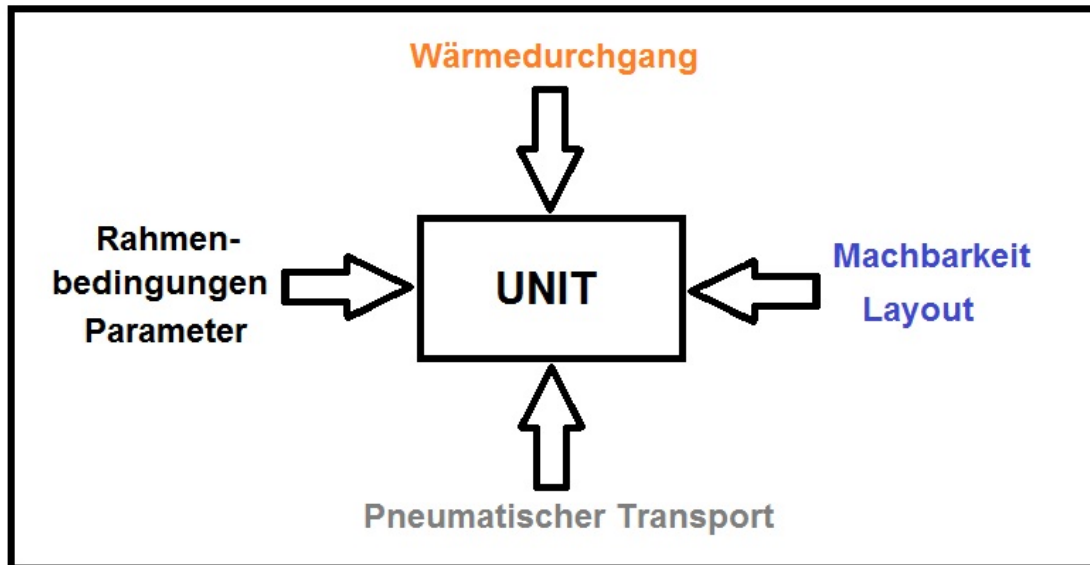 Wärmedurchgang
Rahmen-
bedingungen
Parameter
UNIT
Machbarkeit
Layout
Pneumatischer Transport